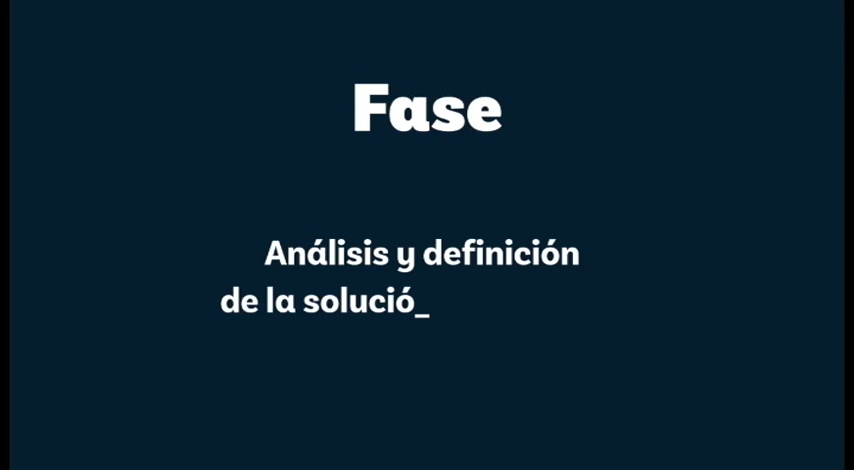 Fase
Análisis y definición
de la solució_